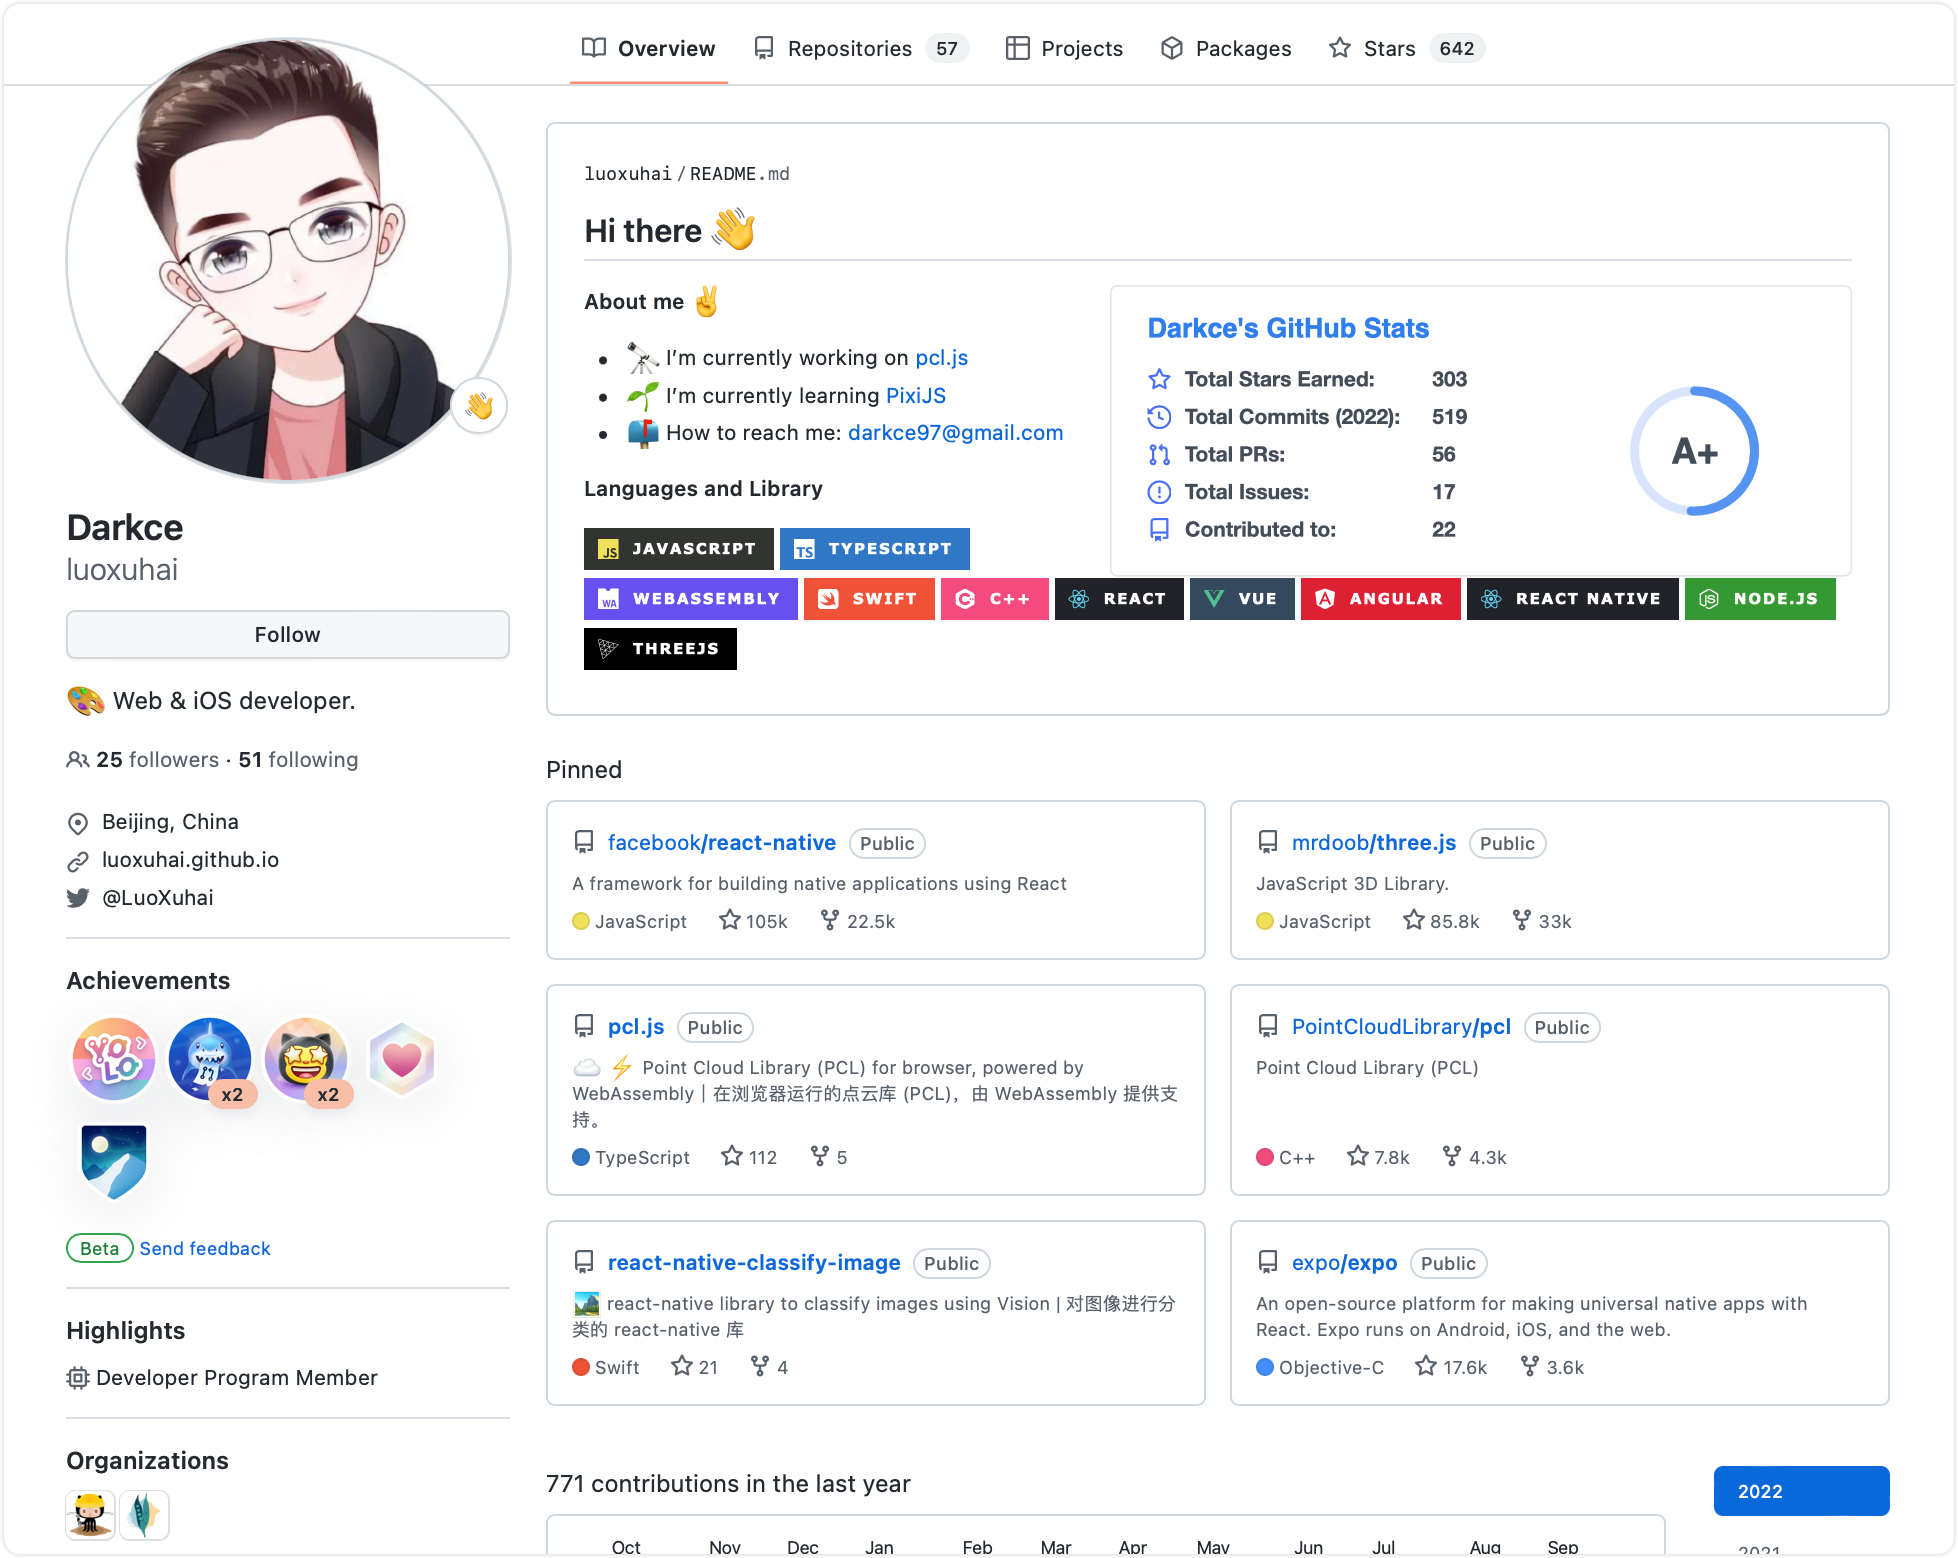 Overview
Repositories 57
Projects
Packages
Stars 642
Darkce
luoxuhai
Follow
Web & iOS developer.
25 followers · 51 following
Beijing, China
luoxuhai.github.io
@LuoXuhai
Achievements
YOLO
x2
x2
Beta Send feedback
Highlights
Developer Program Member
Organizations
luoxuhai/README.md
Hi there 👋
About me ✌️
I’m currently working on pcl.js
I’m currently learning PixiJS
How to reach me: darkce97@gmail.com
Languages and Library
JS JAVASCRIPT
TS TYPESCRIPT
WA WEBASSEMBLY
SWIFT
C++
REACT
VUE
ANGULAR
REACT NATIVE
NODE.JS
THREEJS
Darkce's GitHub Stats
Total Stars Earned: 303
Total Commits (2022): 519
Total PRs: 56
Total Issues: 17
Contributed to: 22
A+
Pinned
facebook/react-native Public
A framework for building native applications using React
JavaScript 105k 22.5k
mrdoob/three.js Public
JavaScript 3D Library.
JavaScript 85.8k 33k
pcl.js Public
☁️ ⚡ Point Cloud Library (PCL) for browser, powered by
WebAssembly | 在浏览器运行的点云库 (PCL)，由 WebAssembly 提供支
持。
TypeScript 112 5
PointCloudLibrary/pcl Public
Point Cloud Library (PCL)
C++ 7.8k 4.3k
react-native-classify-image Public
react-native library to classify images using Vision | 对图像进行分
类的 react-native 库
Swift 21 4
expo/expo Public
An open-source platform for making universal native apps with
React. Expo runs on Android, iOS, and the web.
Objective-C 17.6k 3.6k
771 contributions in the last year
2022
2021
Oct Nov Dec Jan Feb Mar Apr May Jun Jul Aug Sep